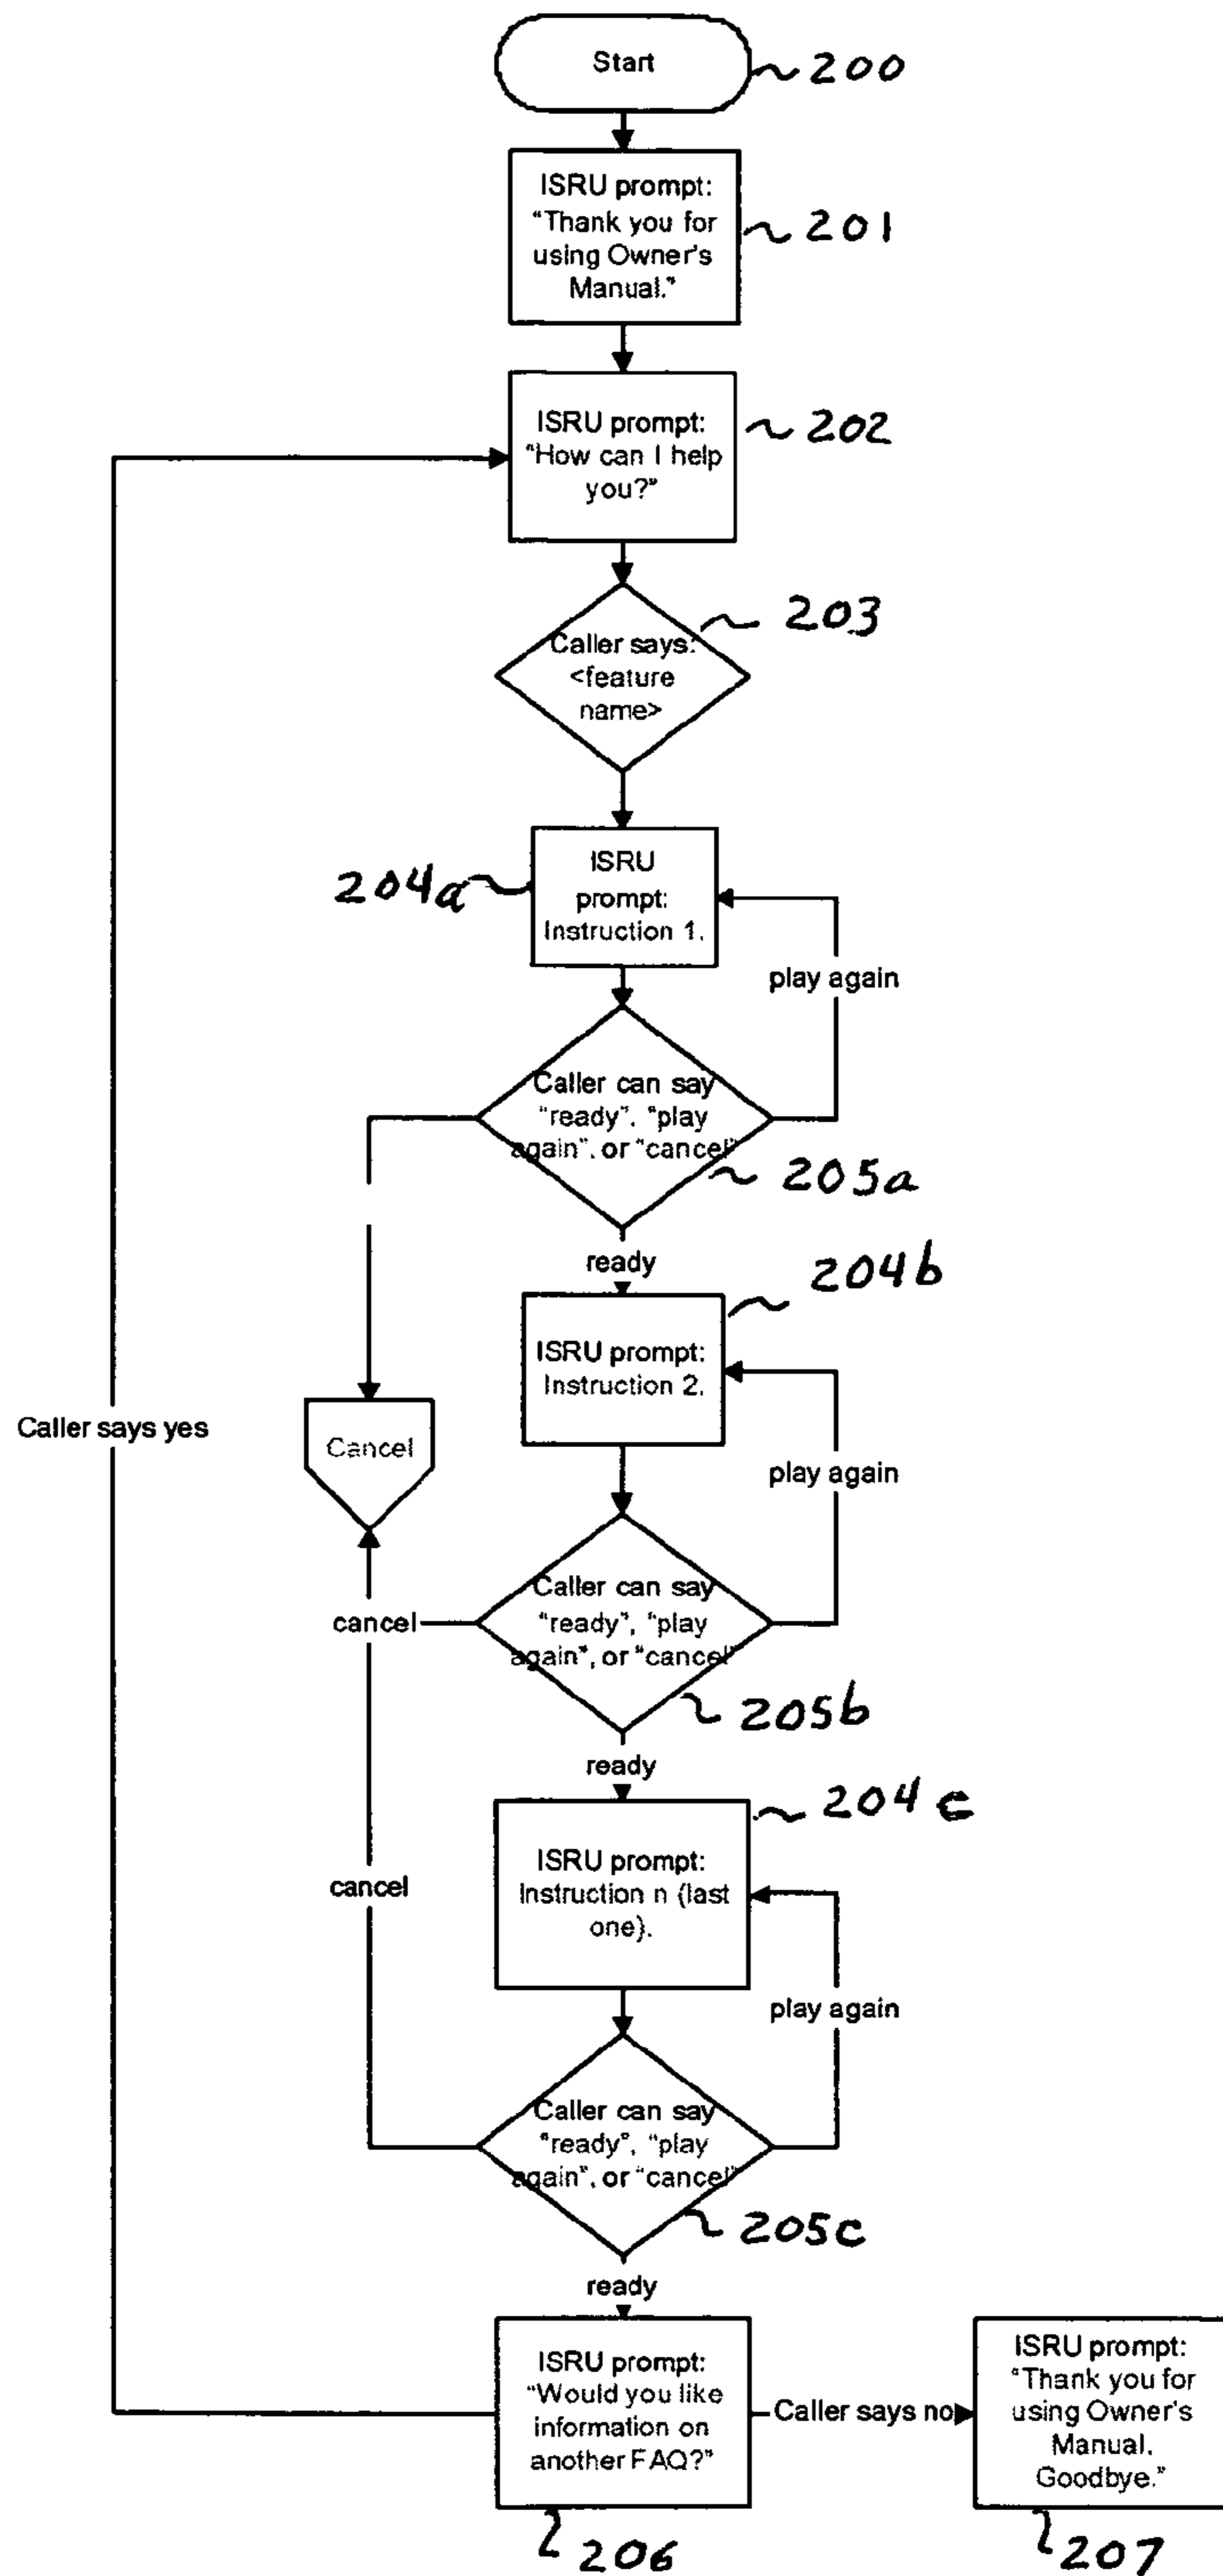 Start
200
ISRU prompt:
"Thank you for
using Owner's
Manual."
201
ISRU prompt:
"How can I help
you?"
202
Caller says:
<feature
name>
203
ISRU
prompt:
Instruction 1.
204a
play again
Caller can say
"ready", "play
again", or "cancel"
205a
ready
204b
ISRU prompt:
Instruction 2.
Caller says yes
Cancel
play again
Caller can say
"ready", "play
again", or "cancel"
cancel
205b
ready
204c
ISRU prompt:
Instruction n (last
one).
cancel
play again
Caller can say
"ready", "play
again", or "cancel"
205c
ready
ISRU prompt:
"Would you like
information on
another FAQ?"
206
Caller says no
ISRU prompt:
"Thank you for
using Owner's
Manual.
Goodbye."
207